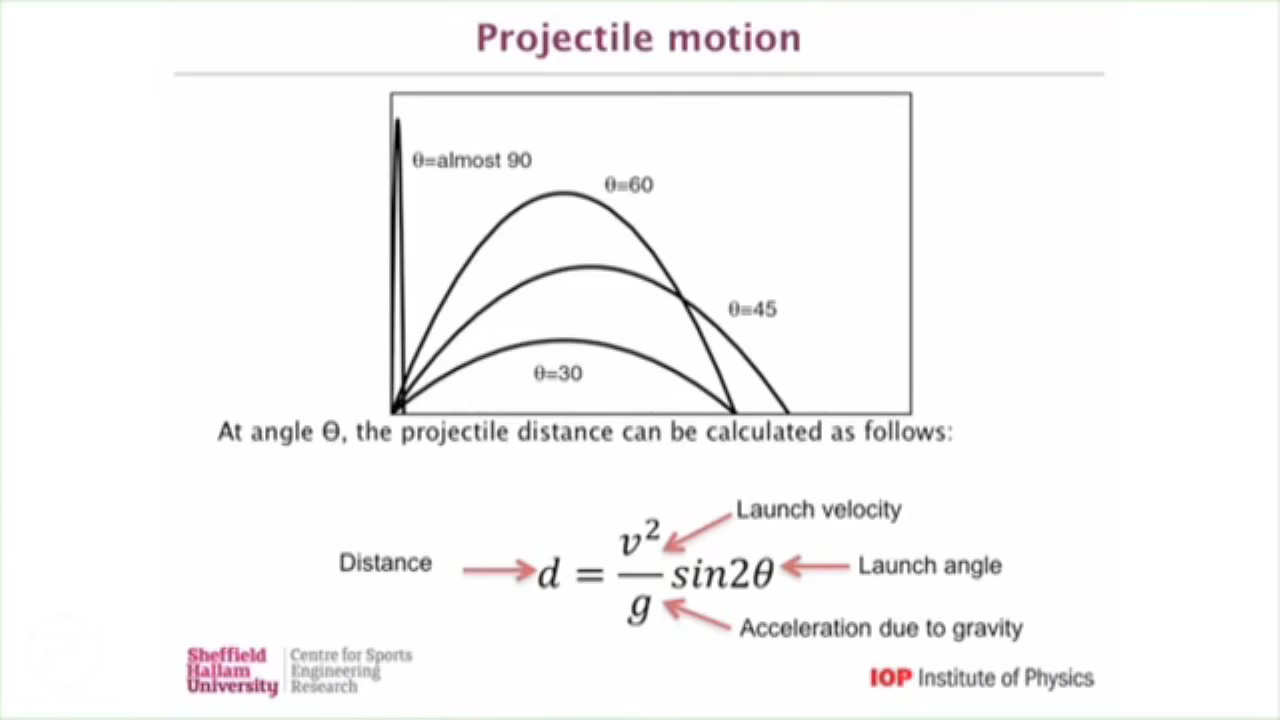 Projectile motion
θ=almost 90
θ=60
θ=45
θ=30
At angle Θ, the projectile distance can be calculated as follows:
Launch velocity
Distance
d = v²/g sin2θ
Launch angle
Acceleration due to gravity
Sheffield
Hallam
University
Centre for Sports
Engineering
Research
IOP Institute of Physics